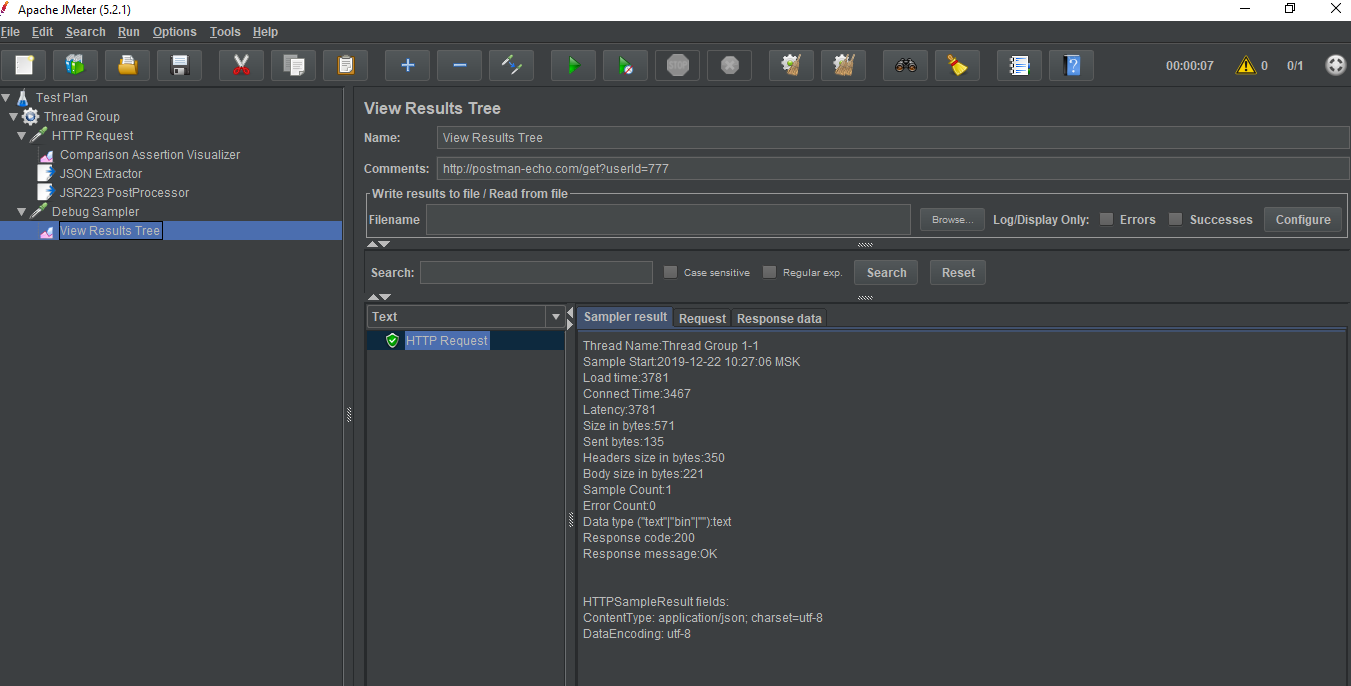 Apache JMeter (5.2.1)
File Edit Search Run Options Tools Help
STOP 00:00:07 0 0/1
Test Plan
Thread Group
HTTP Request
Comparison Assertion Visualizer
JSON Extractor
JSR223 PostProcessor
Debug Sampler
View Results Tree
View Results Tree
Name: View Results Tree
Comments: http://postman-echo.com/get?userId=777
Write results to file / Read from file
Filename Browse... Log/Display Only: Errors Successes Configure
Search: Case sensitive Regular exp. Search Reset
Text
HTTP Request
Sampler result Request Response data
Thread Name:Thread Group 1-1
Sample Start:2019-12-22 10:27:06 MSK
Load time:3781
Connect Time:3467
Latency:3781
Size in bytes:571
Sent bytes:135
Headers size in bytes:350
Body size in bytes:221
Sample Count:1
Error Count:0
Data type ("text"|"bin"|""):text
Response code:200
Response message:OK
HTTPSampleResult fields:
ContentType: application/json; charset=utf-8
DataEncoding: utf-8